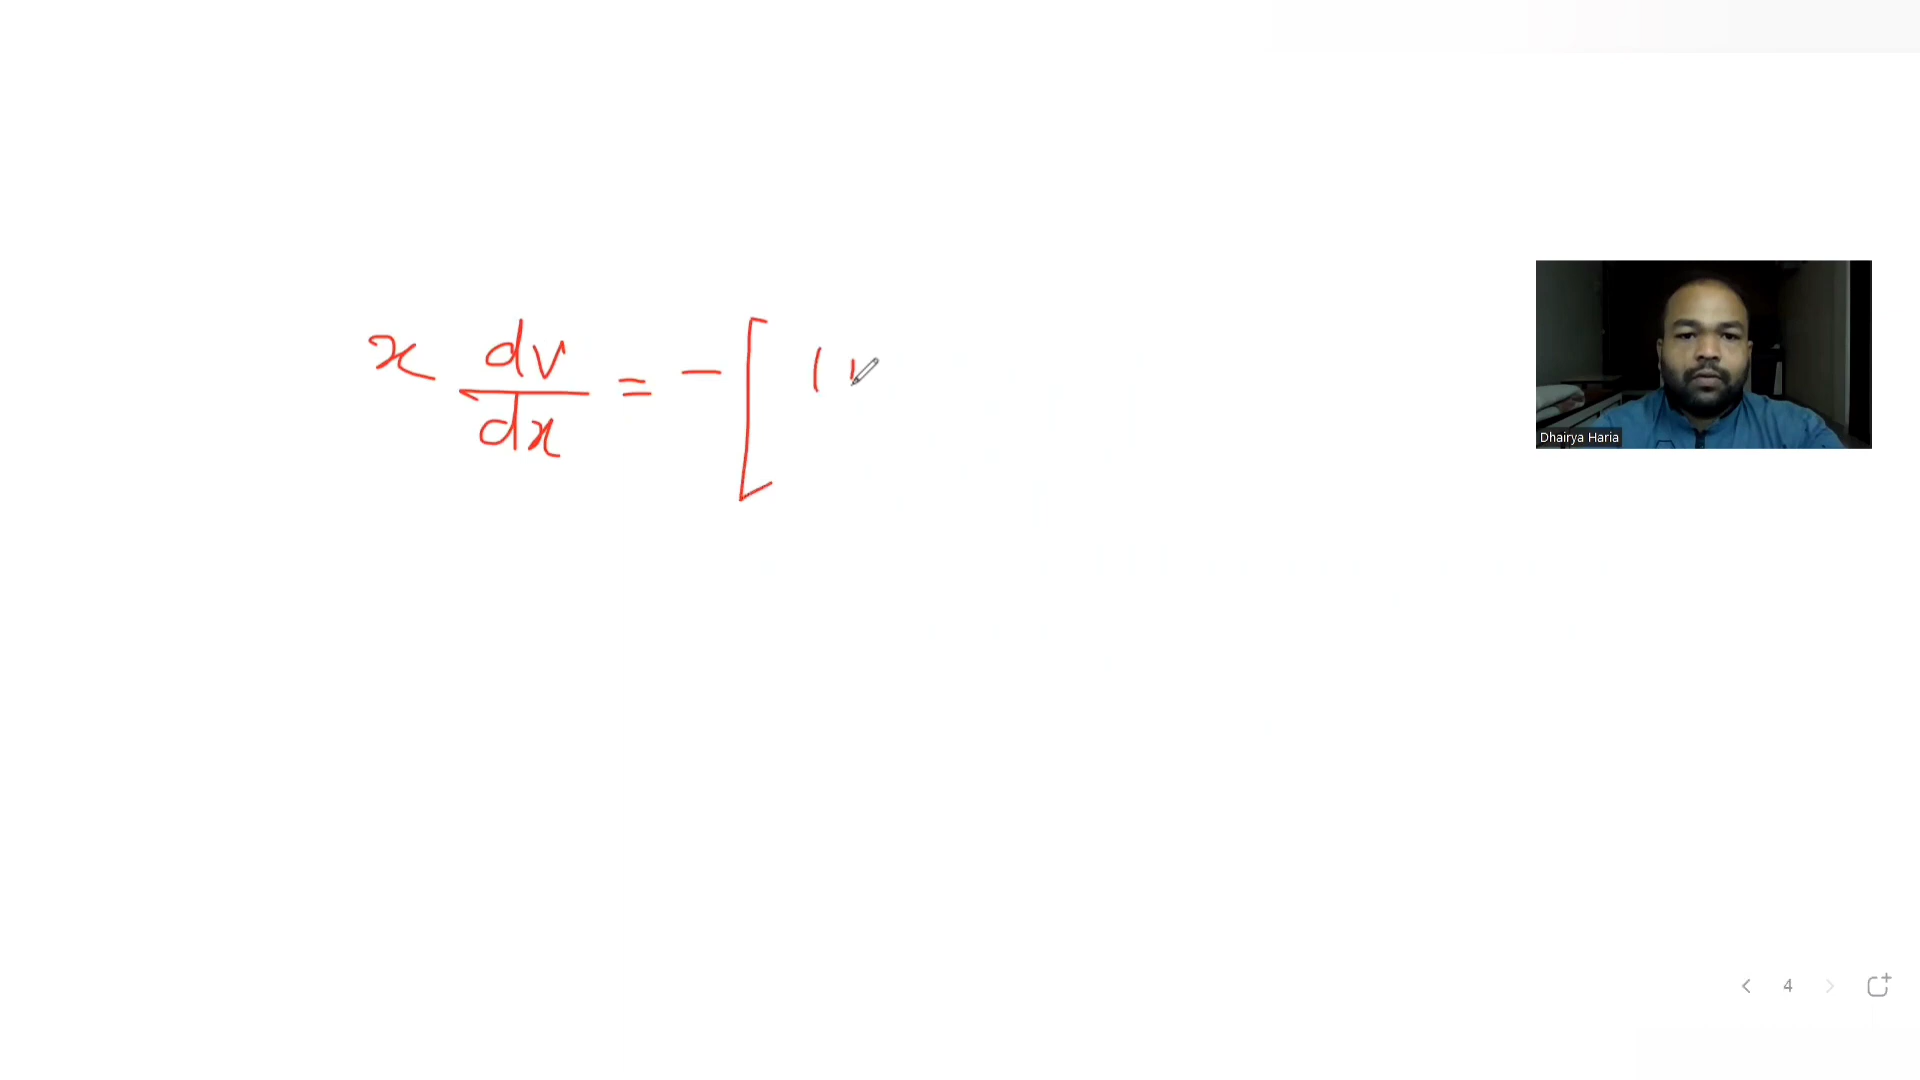 x dv/dx = - [ 1
Dhairya Haria
4